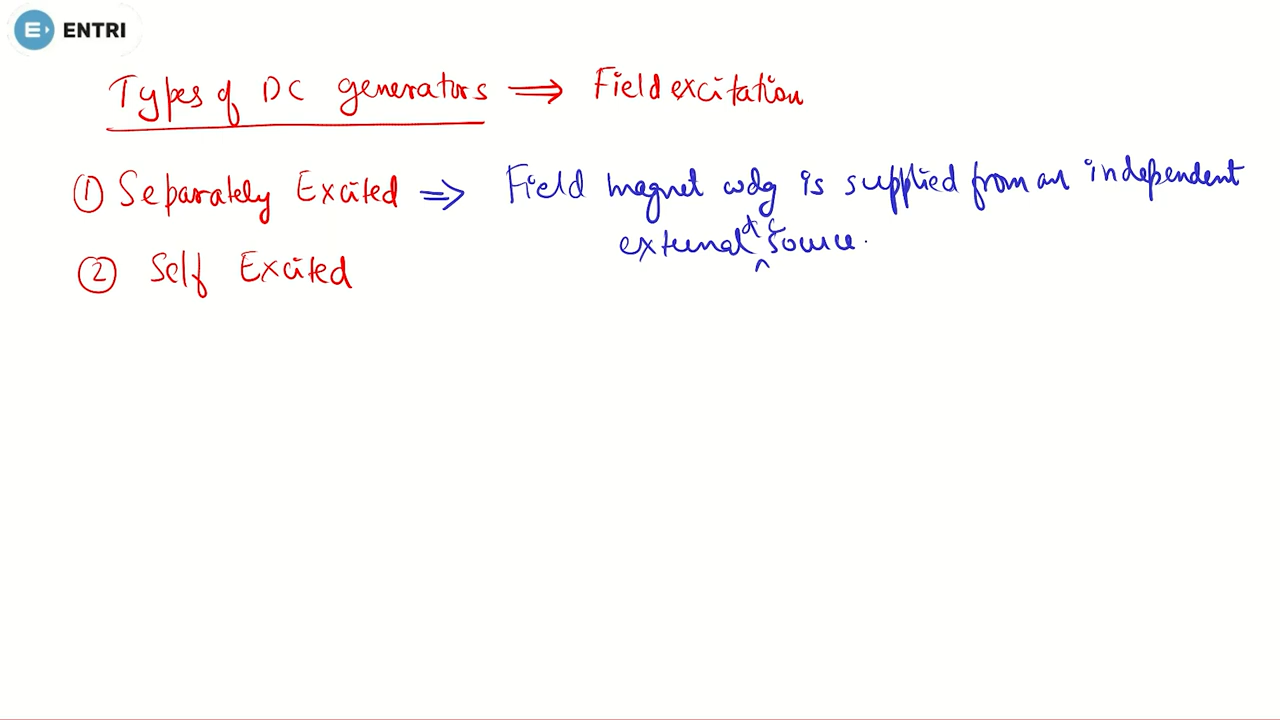 ENTRI
Types of DC generators ⇒ Field excitation
① Separately Excited ⇒ Field magnet wdg is supplied from an independent
external ^dc source.
② Self Excited